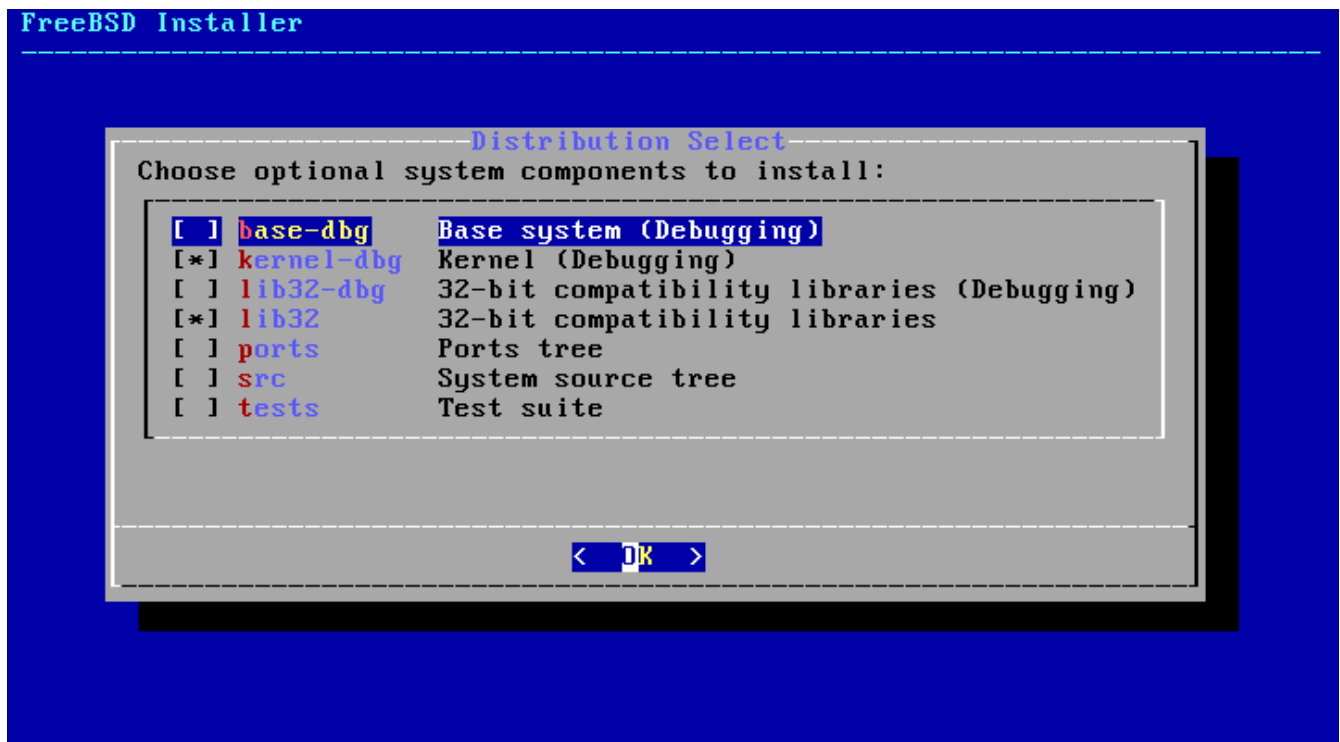 FreeBSD Installer
Distribution Select
Choose optional system components to install:
[ ] base-dbg Base system (Debugging)
[*] kernel-dbg Kernel (Debugging)
[ ] lib32-dbg 32-bit compatibility libraries (Debugging)
[*] lib32 32-bit compatibility libraries
[ ] ports Ports tree
[ ] src System source tree
[ ] tests Test suite
< OK >